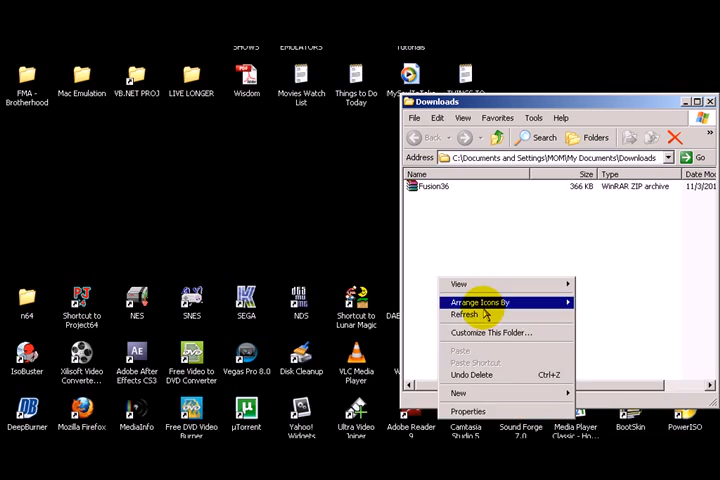 SHOWS EMULATORS Tutorials
FMA - Brotherhood
Mac Emulation
VB.NET PROJ
LIVE LONGER
Wisdom
Movies Watch List
Things to Do Today
Downloads
File Edit View Favorites Tools Help
Back Search Folders
Address C:\Documents and Settings\MOM\My Documents\Downloads Go
Name Size Type Date Mo
Fusion36 366 KB WinRAR ZIP archive 11/3/201
View
Arrange Icons By
Refresh
Customize This Folder...
Paste
Paste Shortcut
Undo Delete Ctrl+Z
New
Properties
n64
Shortcut to Project64
NES
SNES
SEGA
NDS
Shortcut to Lunar Magic
IsoBuster
Xilisoft Video Converte...
Adobe After Effects CS3
Free Video to DVD Converter
Vegas Pro 8.0
Disk Cleanup
VLC Media Player
DeepBurner
Mozilla Firefox
MediaInfo
Free DVD Video Burner
µTorrent
Yahoo! Widgets
Ultra Video Joiner
Adobe Reader 9
Camtasia Studio 5
Sound Forge 7.0
Media Player Classic - Ho...
BootSkin
PowerISO